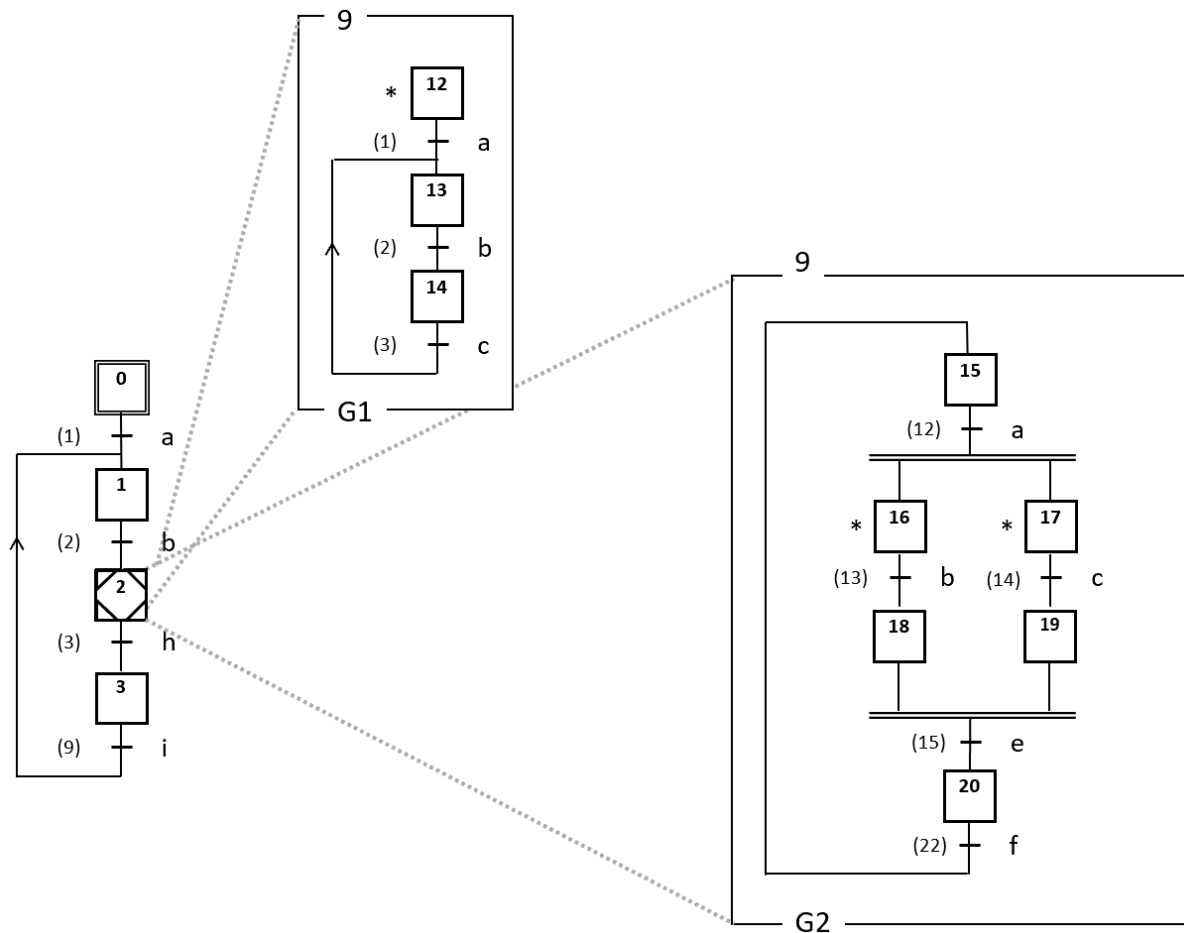 9
*
12
(1) a
13
(2) b
14
(3) c
G1
0
(1) a
1
(2) b
2
(3) h
3
(9) i
9
15
(12) a
* 16 * 17
(13) b (14) c
18 19
(15) e
20
(22) f
G2